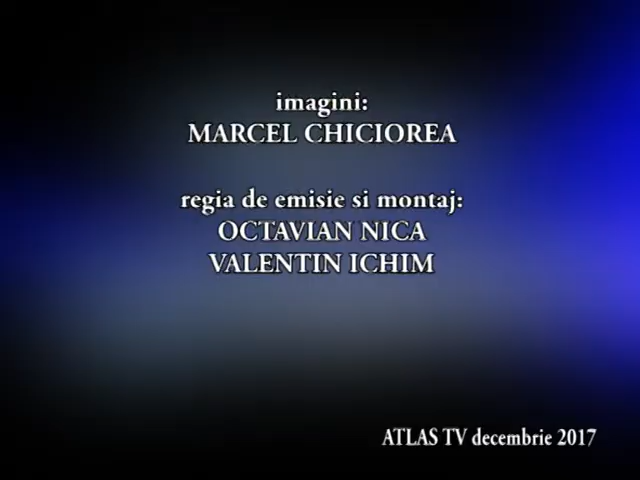 imagini:
MARCEL CHICIOREA
regia de emisie si montaj:
OCTAVIAN NICA
VALENTIN ICHIM
ATLAS TV decembrie 2017